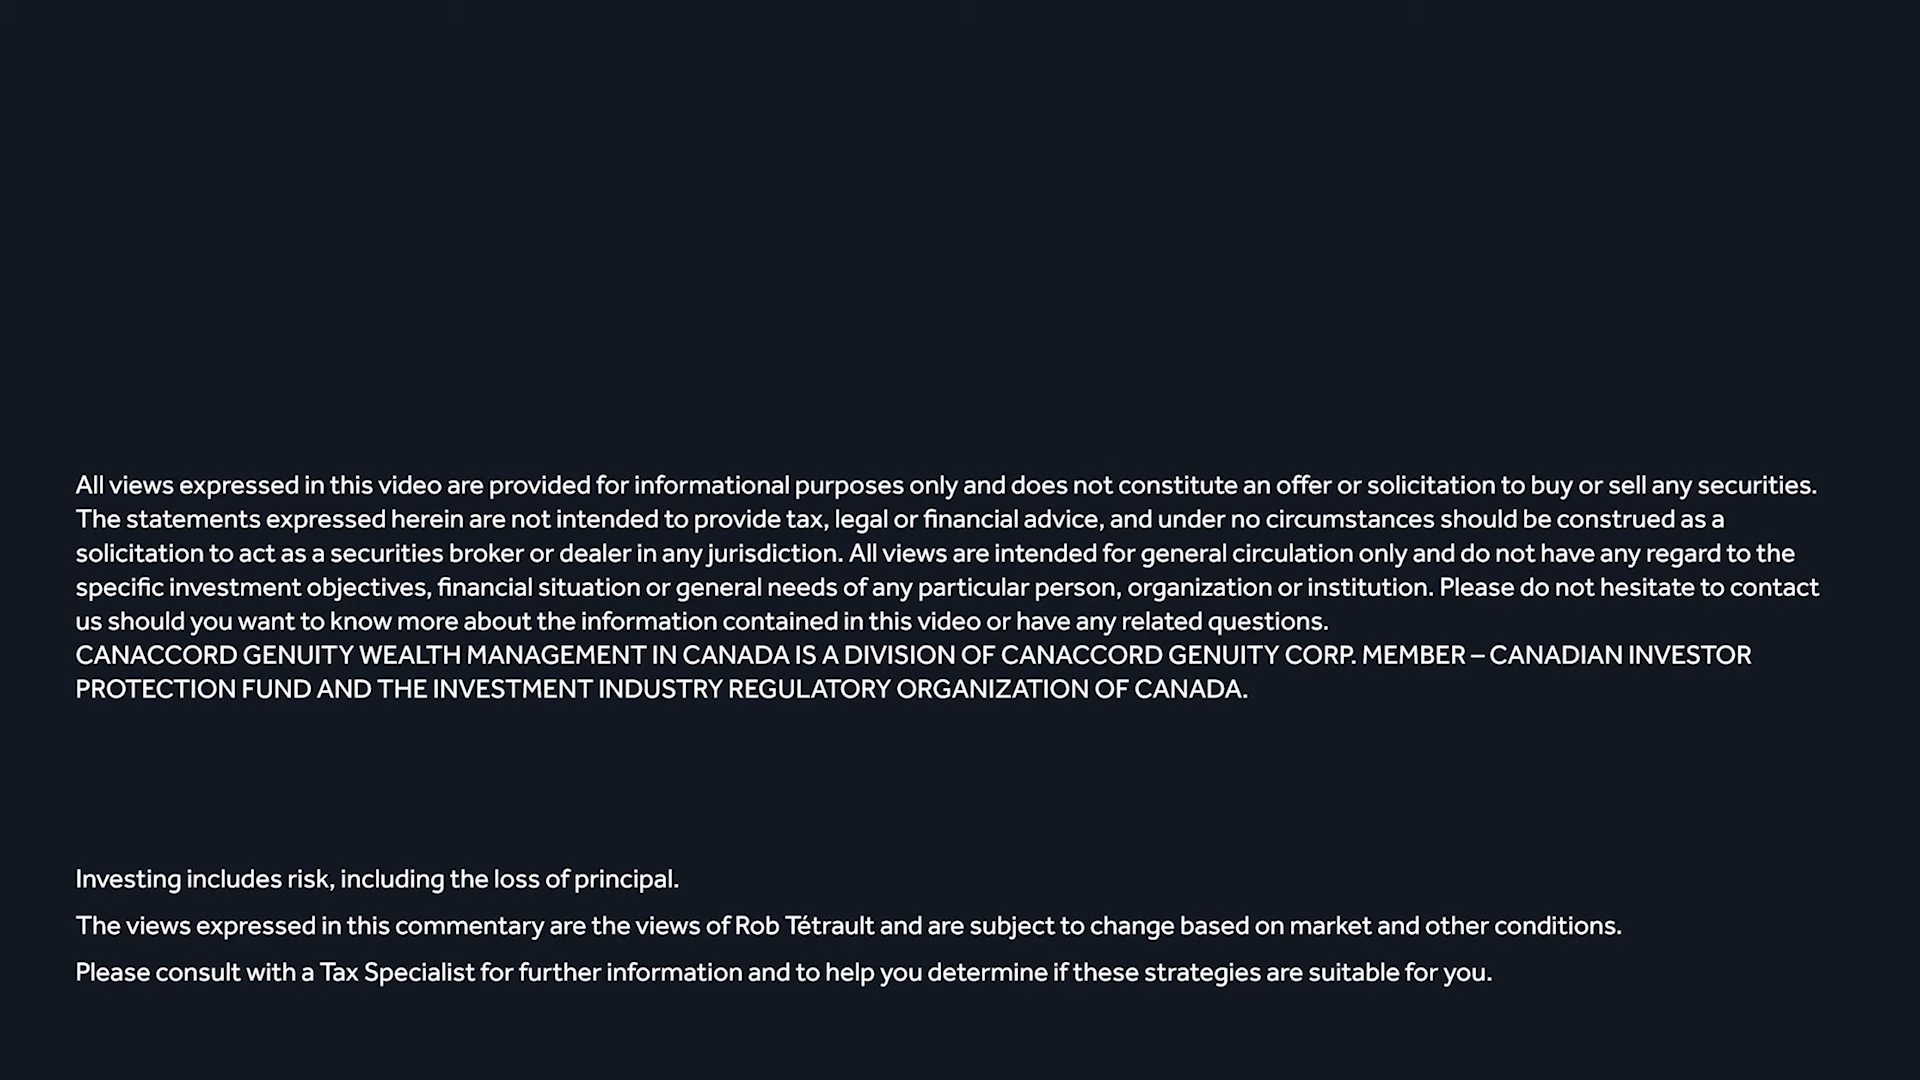 All views expressed in this video are provided for informational purposes only and does not constitute an offer or solicitation to buy or sell any securities.
The statements expressed herein are not intended to provide tax, legal or financial advice, and under no circumstances should be construed as a
solicitation to act as a securities broker or dealer in any jurisdiction. All views are intended for general circulation only and do not have any regard to the
specific investment objectives, financial situation or general needs of any particular person, organization or institution. Please do not hesitate to contact
us should you want to know more about the information contained in this video or have any related questions.
CANACCORD GENUITY WEALTH MANAGEMENT IN CANADA IS A DIVISION OF CANACCORD GENUITY CORP. MEMBER – CANADIAN INVESTOR
PROTECTION FUND AND THE INVESTMENT INDUSTRY REGULATORY ORGANIZATION OF CANADA.
Investing includes risk, including the loss of principal.
The views expressed in this commentary are the views of Rob Tétrault and are subject to change based on market and other conditions.
Please consult with a Tax Specialist for further information and to help you determine if these strategies are suitable for you.